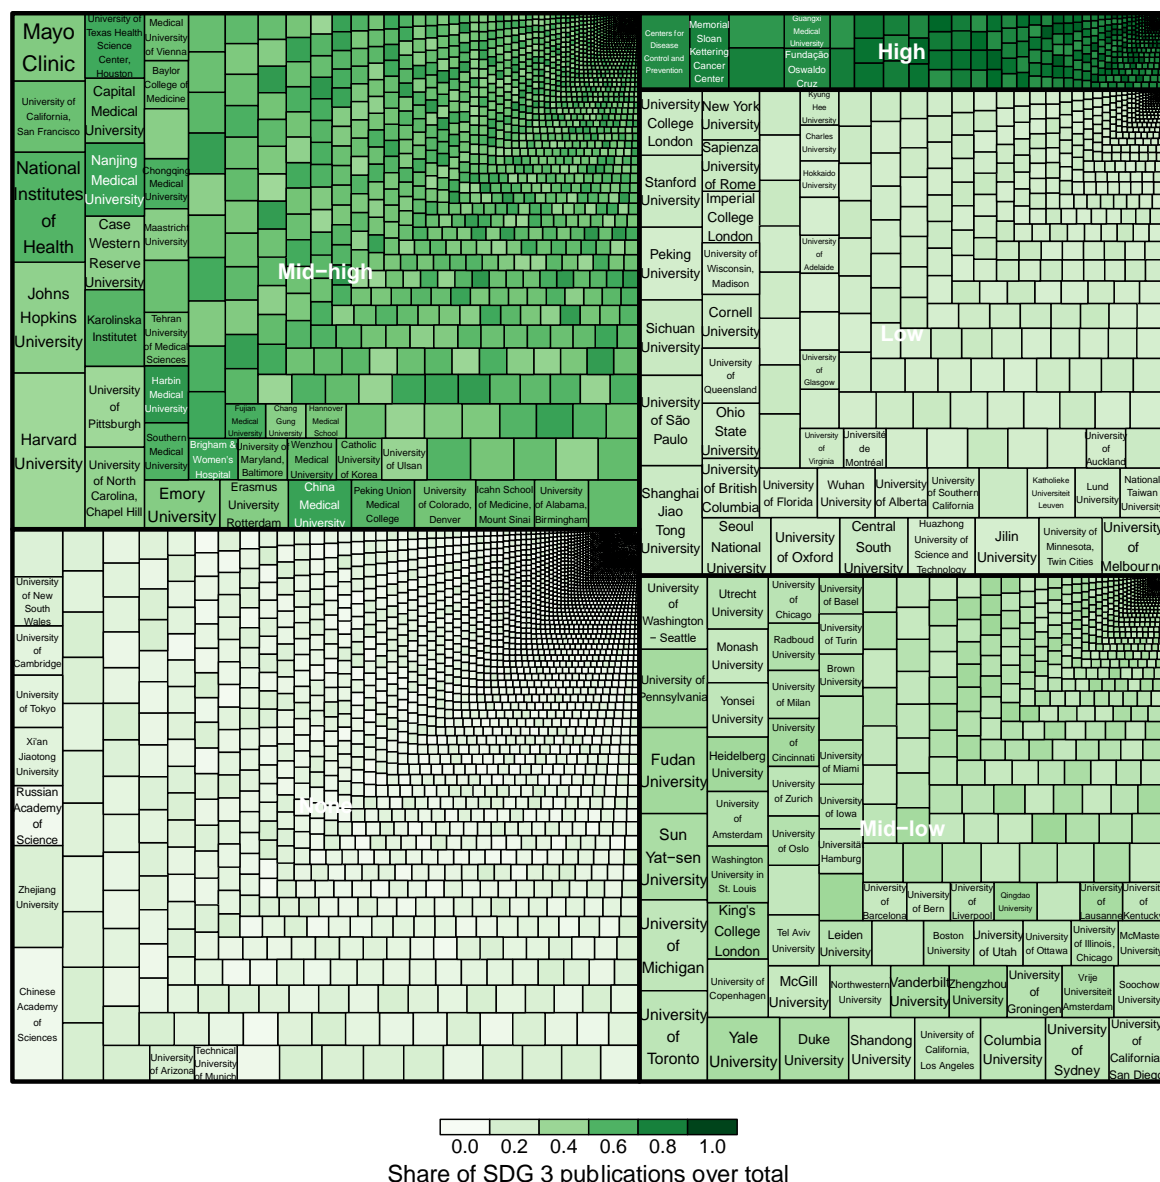 Mayo
Clinic
University of
Texas Health
Science
Center,
Houston
Medical
University
of Vienna
Baylor
College of
Medicine
University of
California,
San Francisco
Capital
Medical
University
National
Institutes
of
Health
Nanjing
Medical
University
Chongqing
Medical
University
Case
Western
Reserve
University
Maastricht
University
Mid-high
Johns
Hopkins
University
Karolinska
Institutet
Tehran
University
of Medical
Sciences
Harvard
University
University
of
Pittsburgh
Harbin
Medical
University
Fujian
Medical
University
Chang
Gung
University
Hannover
Medical
School
Southern
Medical
University
Brigham &
Women's
Hospital
University of
Maryland,
Baltimore
Wenzhou
Medical
University
Catholic
University
of Korea
University
of Ulsan
University
of North
Carolina,
Chapel Hill
Emory
University
Erasmus
University
Rotterdam
China
Medical
University
Peking Union
Medical
College
University
of Colorado,
Denver
Icahn School
of Medicine,
Mount Sinai
University
of Alabama,
Birmingham
Centers for
Disease
Control and
Prevention
Memorial
Sloan
Kettering
Cancer
Center
Guangxi
Medical
University
Fundação
Oswaldo
Cruz
High
University
College
London
New York
University
Kyung
Hee
University
Sapienza
University
of Rome
Charles
University
Stanford
University
Hokkaido
University
Imperial
College
London
Peking
University
University of
Wisconsin,
Madison
University
of
Adelaide
Sichuan
University
Cornell
University
Low
University
of
Queensland
University
of
Glasgow
University
of São
Paulo
Ohio
State
University
University
of
Virginia
Université
de
Montréal
University
of
Auckland
Shanghai
Jiao
Tong
University
University
of British
Columbia
University
of Florida
Wuhan
University
University
of Alberta
University
of Southern
California
Katholieke
Universiteit
Leuven
Lund
University
National
Taiwan
University
Seoul
National
University
University
of Oxford
Central
South
University
Huazhong
University of
Science and
Technology
Jilin
University
University of
Minnesota,
Twin Cities
University
of
Melbourne
University
of New
South
Wales
University
of
Cambridge
University
of Tokyo
Xi'an
Jiaotong
University
Russian
Academy
of
Science
None
Zhejiang
University
Chinese
Academy
of
Sciences
University
of Arizona
Technical
University
of Munich
University
of
Washington
- Seattle
Utrecht
University
University
of
Chicago
University
of Basel
Monash
University
Radboud
University
University
of Turin
University of
Pennsylvania
Yonsei
University
University
of Milan
Brown
University
Fudan
University
Heidelberg
University
University
of
Cincinnati
University
of Miami
University
of
Amsterdam
University
of Zurich
University
of Iowa
Sun
Yat-sen
University
Washington
University in
St. Louis
University
of Oslo
Universität
Hamburg
Mid-low
University
of
Michigan
King's
College
London
Tel Aviv
University
University
of
Barcelona
University
of Bern
University
of
Liverpool
Qingdao
University
University
of
Lausanne
University
of
Kentucky
Leiden
University
Boston
University
University
of Utah
University
of Ottawa
University
of Illinois,
Chicago
McMaster
University
University of
Copenhagen
McGill
University
Northwestern
University
Vanderbilt
University
Zhengzhou
University
University
of
Groningen
Vrije
Universiteit
Amsterdam
Soochow
University
University
of
Toronto
Yale
University
Duke
University
Shandong
University
University of
California,
Los Angeles
Columbia
University
University
of
Sydney
University
of
California,
San Diego
0.0 0.2 0.4 0.6 0.8 1.0
Share of SDG 3 publications over total